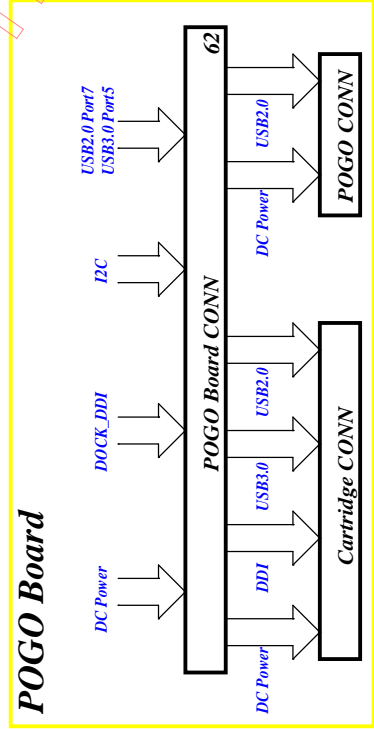 POGO Board
DC Power
DOCK_DDI
I2C
USB2.0 Port7
USB3.0 Port5
POGO Board CONN
62
DC Power
DDI
USB3.0
USB2.0
DC Power
USB2.0
Cartridge CONN
POGO CONN